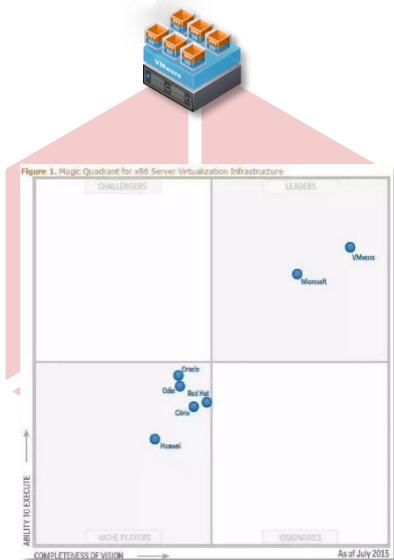 VMware
Figure 1. Magic Quadrant for x86 Server Virtualization Infrastructure
CHALLENGERS
LEADERS
VMware
Microsoft
Oracle
Odin
Red Hat
Citrix
Huawei
ABILITY TO EXECUTE
NICHE PLAYERS
VISIONARIES
COMPLETENESS OF VISION
As of July 2015